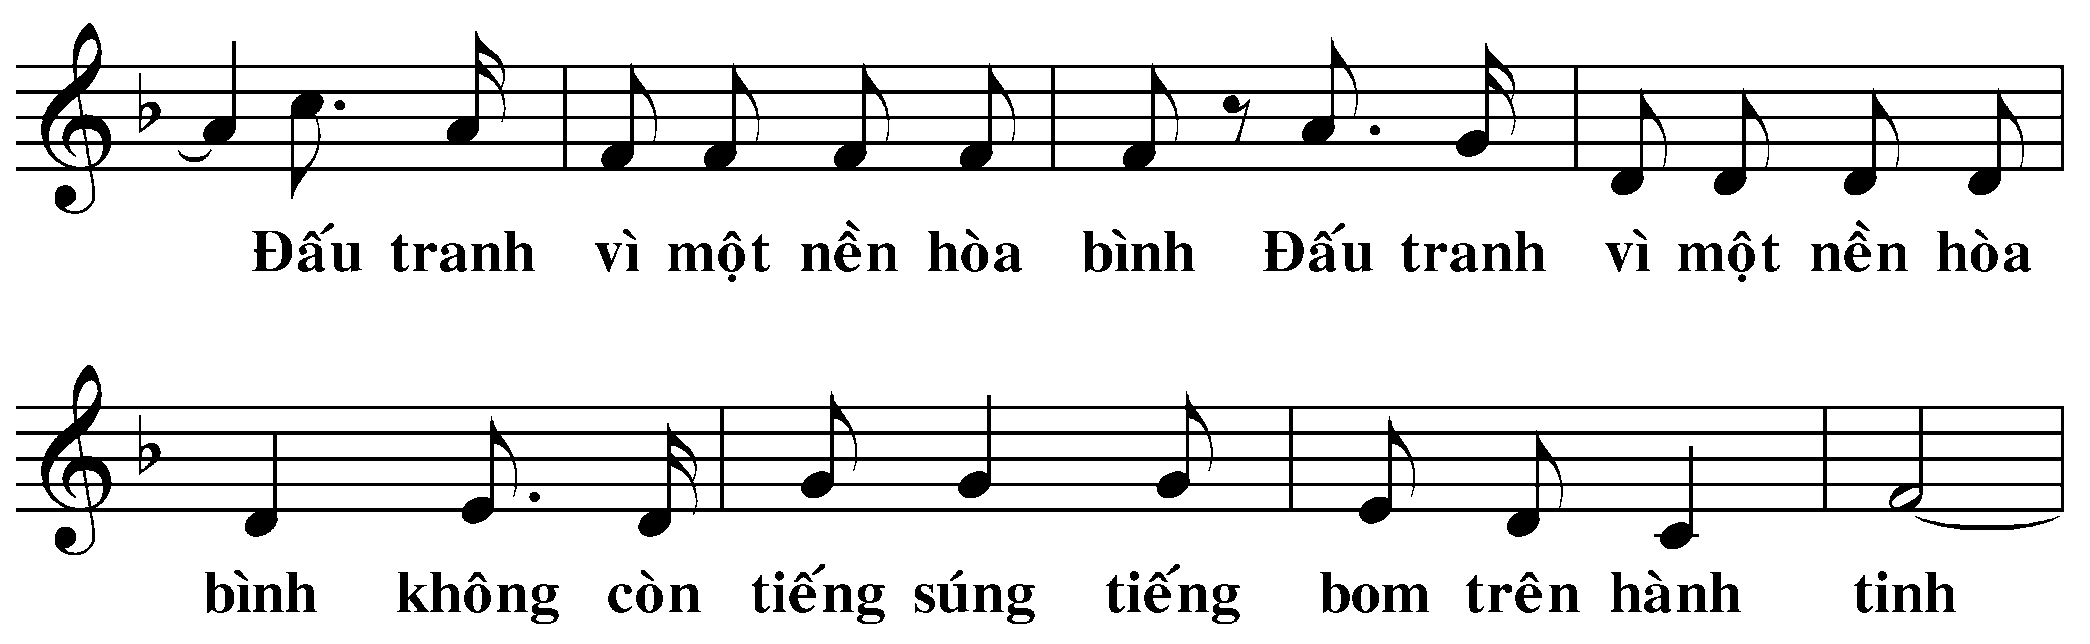 Đấu tranh vì một nền hòa bình Đấu tranh vì một nền hòa
bình không còn tiếng súng tiếng bom trên hành tinh